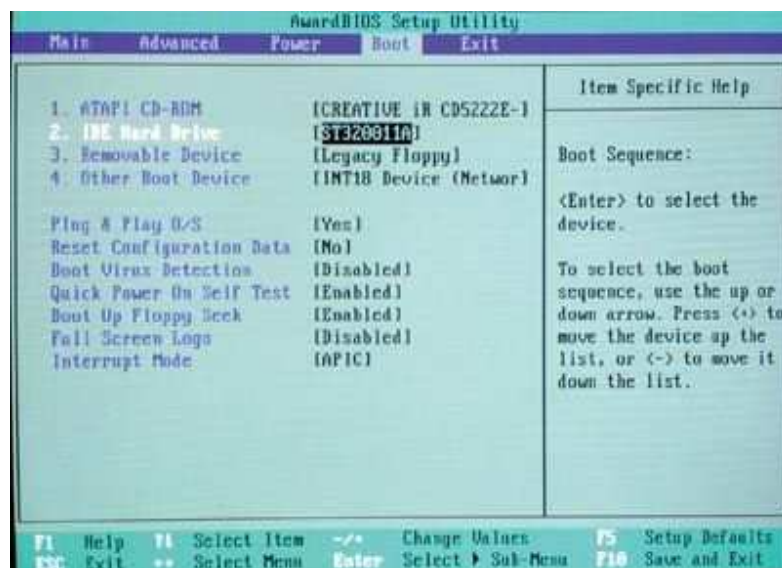 AwardBIOS Setup Utility
Main Advanced Power Boot Exit
1. ATAPI CD-ROM [CREATIVE iR CD5222E-]
2. IDE Hard Drive [ST320011A]
3. Removable Device [Legacy Floppy]
4. Other Boot Device [INT18 Device (Networ]
Plug & Play O/S [Yes]
Reset Configuration Data [No]
Boot Virus Detection [Disabled]
Quick Power On Self Test [Enabled]
Boot Up Floppy Seek [Enabled]
Full Screen Logo [Disabled]
Interrupt Mode [APIC]
Item Specific Help
Boot Sequence:
<Enter> to select the
device.
To select the boot
sequence, use the up or
down arrow. Press <+> to
move the device up the
list, or <-> to move it
down the list.
F1 Help ↑↓ Select Item -/+ Change Values F5 Setup Defaults
ESC Exit ↔ Select Menu Enter Select ▶ Sub-Menu F10 Save and Exit